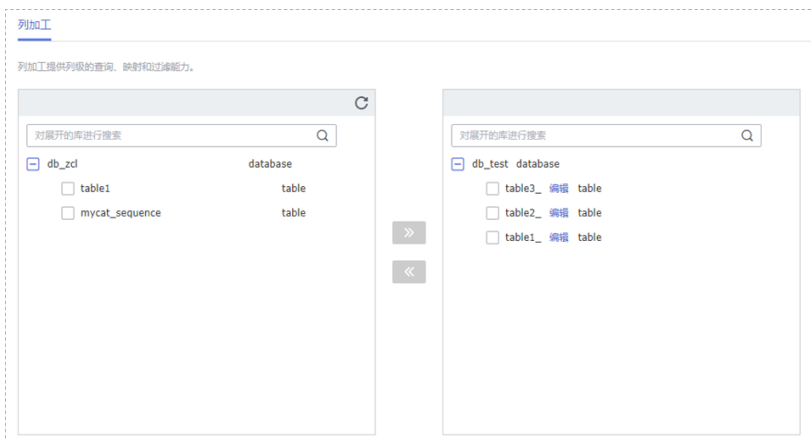 列加工
列加工提供列级的查询、映射和过滤能力。
对展开的库进行搜索
db_zcl database
table1 table
mycat_sequence table
对展开的库进行搜索
db_test database
table3_ 编辑 table
table2_ 编辑 table
table1_ 编辑 table